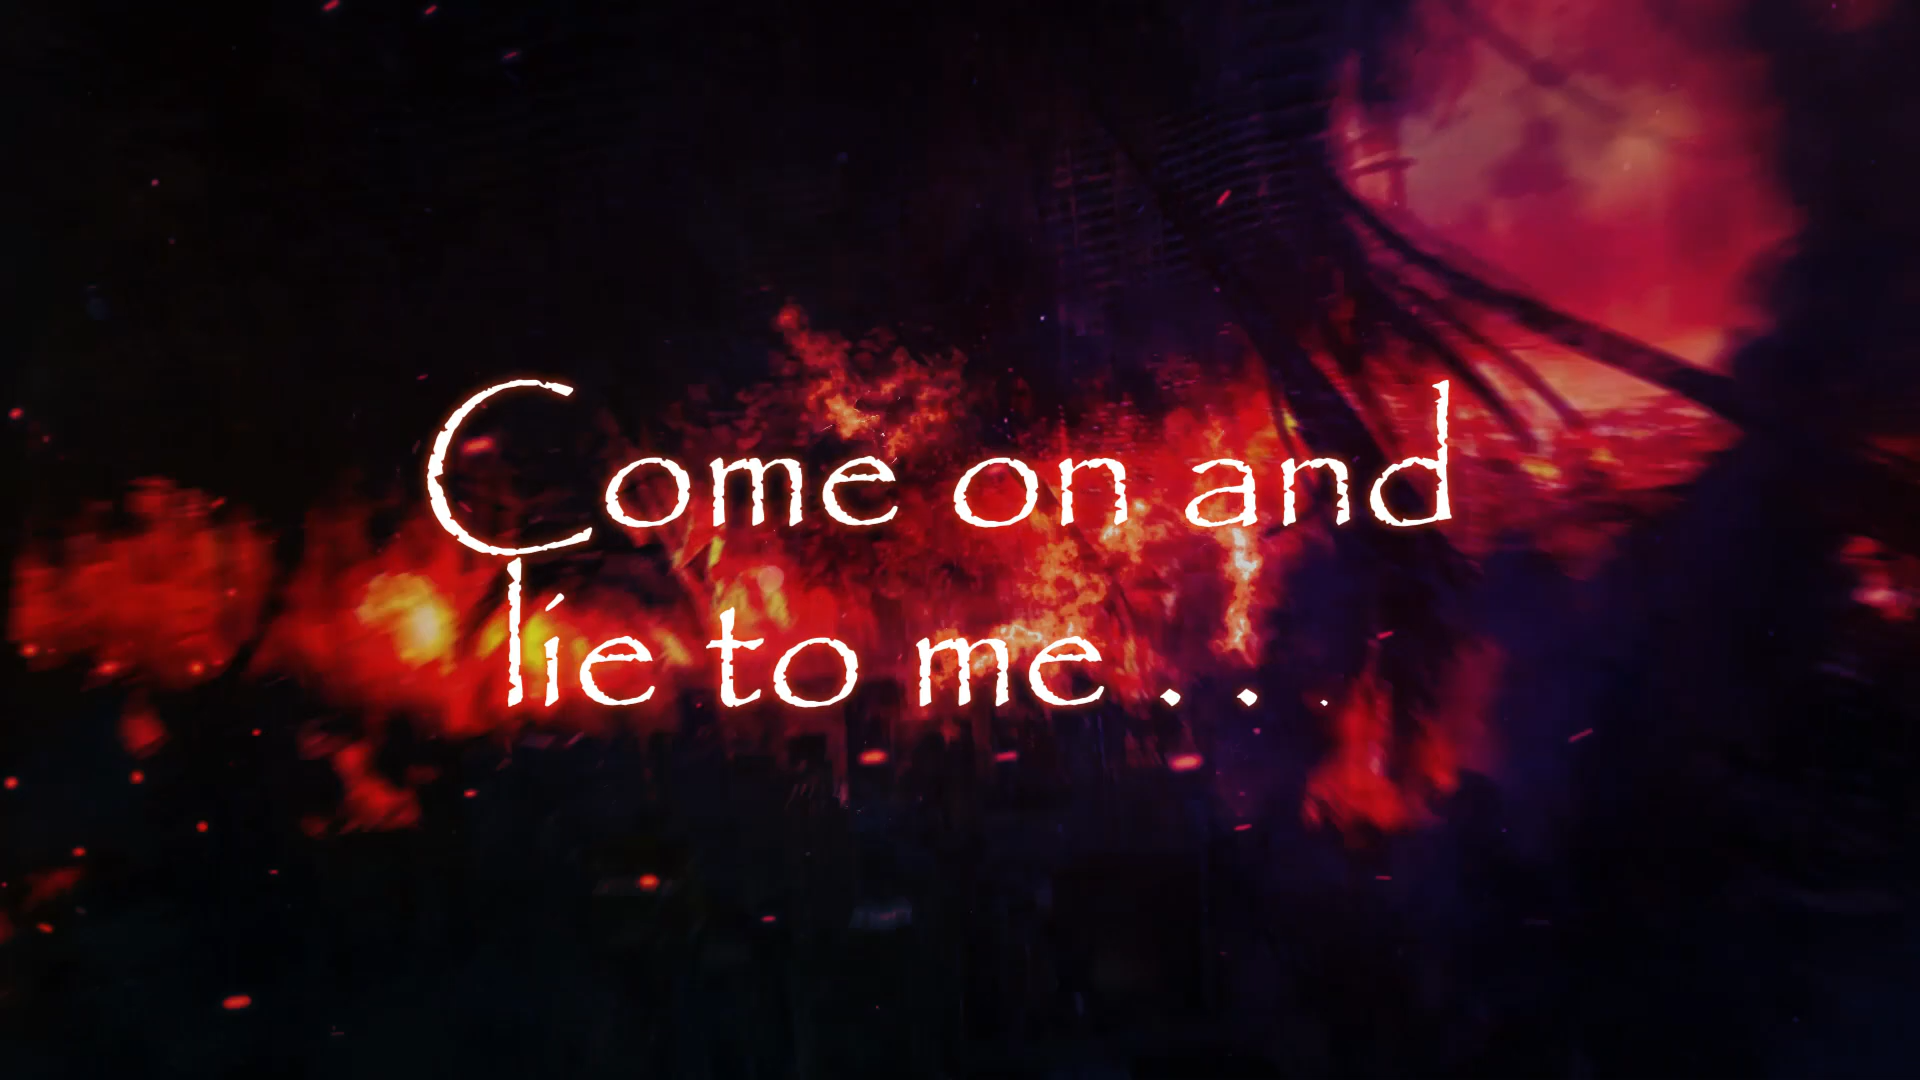 Come on and
lie to me . . .